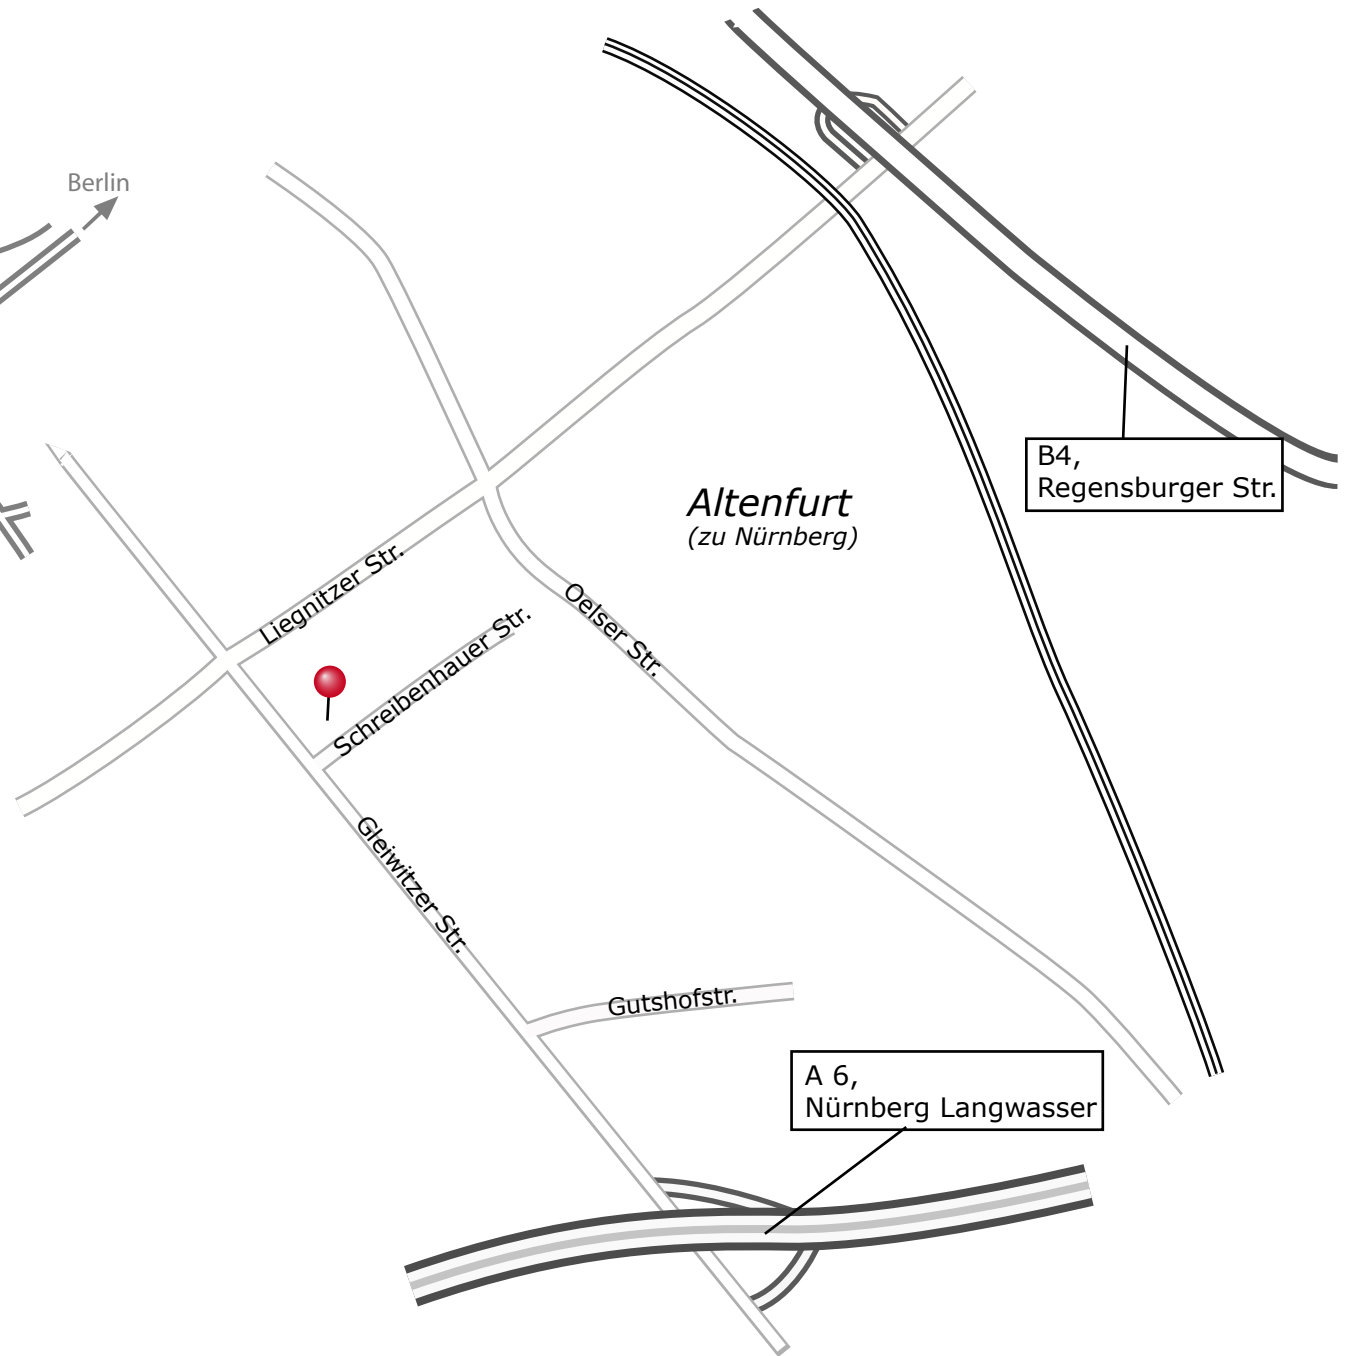 Berlin
B4,
Regensburger Str.
Altenfurt
(zu Nürnberg)
Liegnitzer Str.
Oelser Str.
Schreibenhauer Str.
Gleiwitzer Str.
Gutshofstr.
A 6,
Nürnberg Langwasser